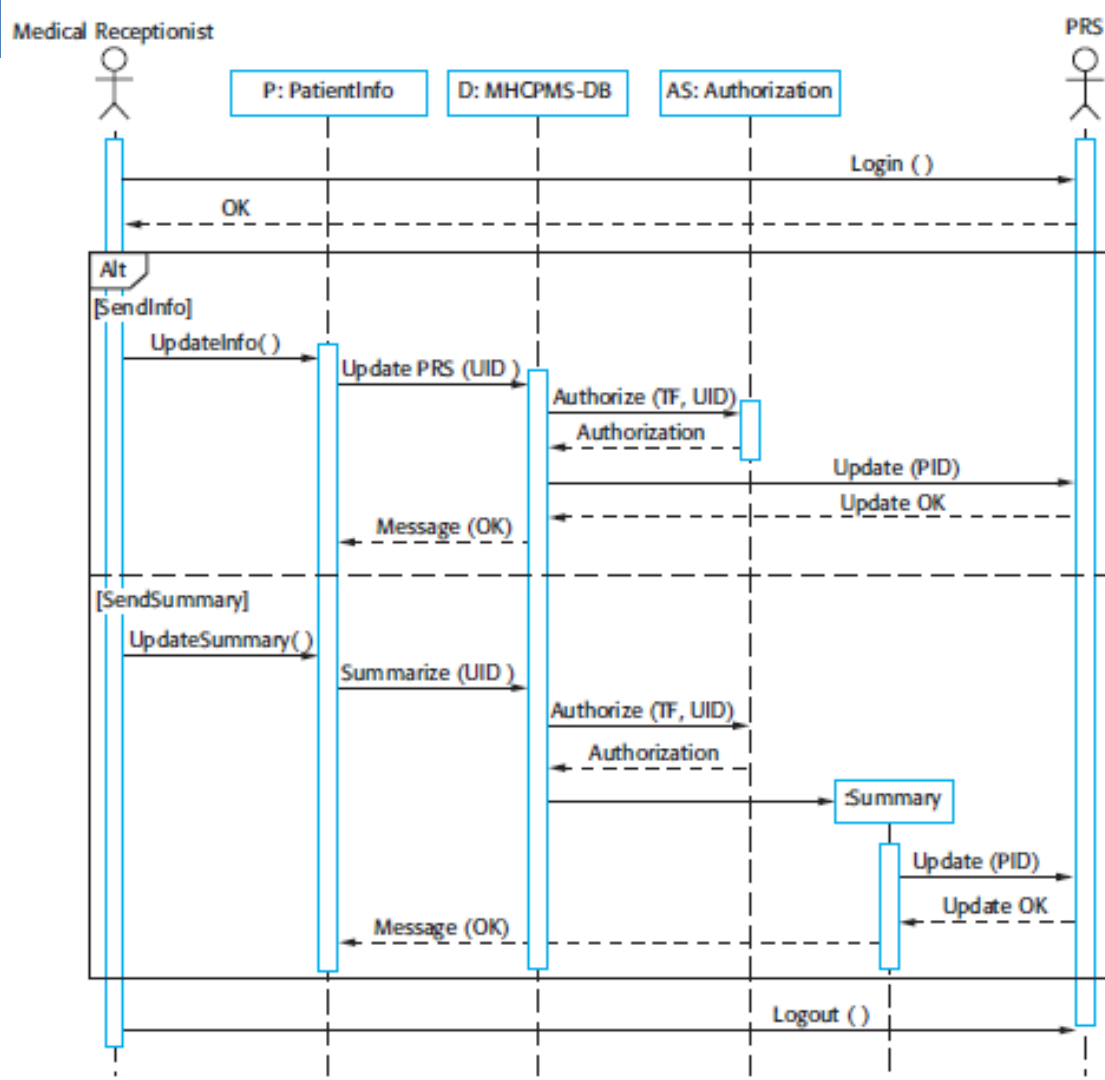 Medical Receptionist
PRS
P: PatientInfo
D: MHCPMS-DB
AS: Authorization
Login ( )
OK
Alt
[SendInfo]
UpdateInfo( )
Update PRS (UID )
Authorize (TF, UID)
Authorization
Update (PID)
Update OK
Message (OK)
[SendSummary]
UpdateSummary( )
Summarize (UID )
Authorize (TF, UID)
Authorization
:Summary
Update (PID)
Update OK
Message (OK)
Logout ( )